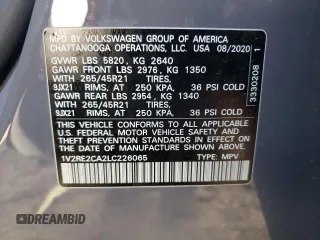 MFD BY VOLKSWAGEN GROUP OF AMERICA
CHATTANOOGA OPERATIONS, LLC. USA 08/2020
GVWR LBS 5820, KG 2640
GAWR FRONT LBS 2976, KG 1350
WITH 265/45R21 TIRES,
9JX21 RIMS, AT 250 KPA, 36 PSI COLD
GAWR REAR LBS 2954, KG 1340
WITH 265/45R21 TIRES,
9JX21 RIMS, AT 250 KPA, 36 PSI COLD
THIS VEHICLE CONFORMS TO ALL APPLICABLE
FEDERAL MOTOR VEHICLE SAFETY STANDARDS IN
EFFECT ON THE DATE OF MANUFACTURE SHOWN ABOVE.
1V2RE2CA2LC226065 TYPE: MPV
3330208 1
DREAMBID